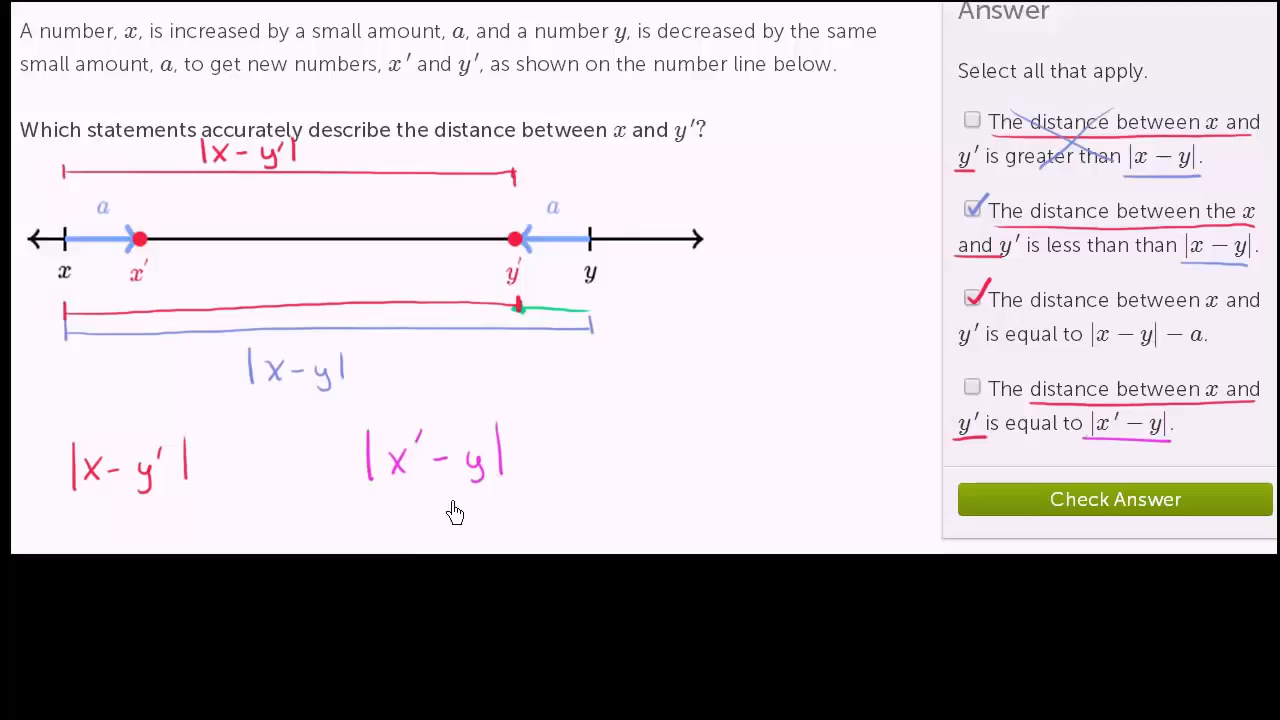 A number, x, is increased by a small amount, a, and a number y, is decreased by the same
small amount, a, to get new numbers, x′ and y′, as shown on the number line below.
Which statements accurately describe the distance between x and y′?
|x - y'|
a
a
x
x′
y′
y
|x - y|
|x - y'|
|x' - y|
Answer
Select all that apply.
The distance between x and
y′ is greater than |x − y|.
The distance between the x
and y′ is less than than |x − y|.
The distance between x and
y′ is equal to |x − y| − a.
The distance between x and
y′ is equal to |x′ − y|.
Check Answer